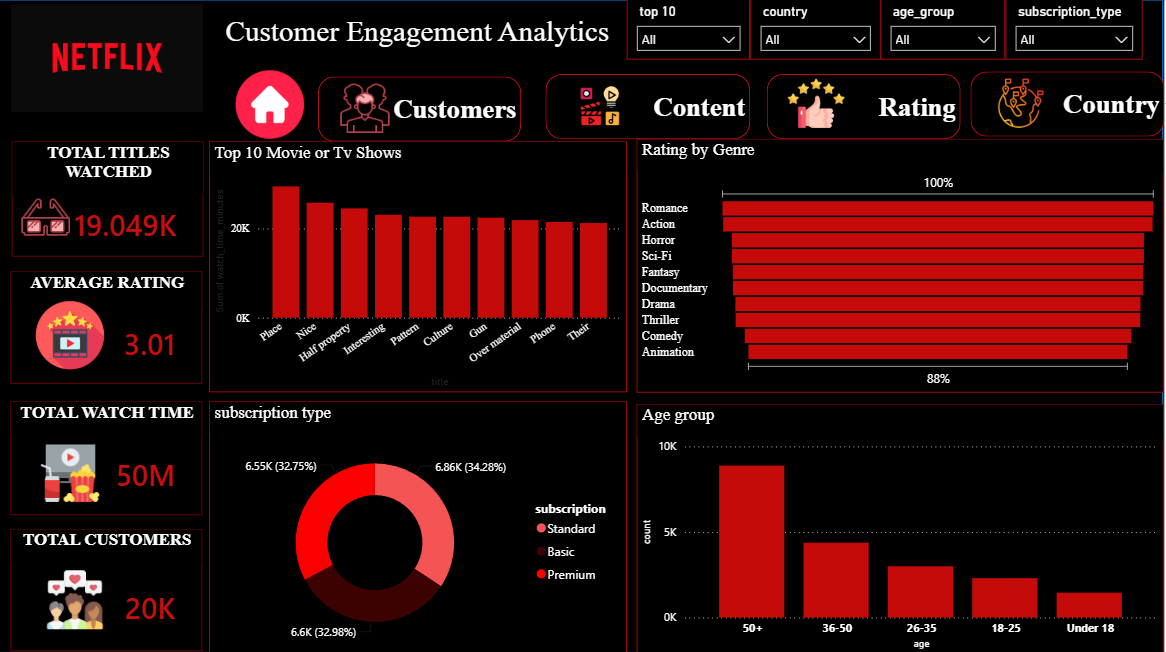 NETFLIX
Customer Engagement Analytics
top 10
All
country
All
age_group
All
subscription_type
All
Customers
Content
Rating
Country
TOTAL TITLES
WATCHED
19.049K
AVERAGE RATING
3.01
TOTAL WATCH TIME
50M
TOTAL CUSTOMERS
20K
Top 10 Movie or Tv Shows
Sum of watch_time_minutes
20K
0K
Place
Nice
Half property
Interesting
Pattern
Culture
Gun
Over material
Phone
Their
title
Rating by Genre
100%
Romance
Action
Horror
Sci-Fi
Fantasy
Documentary
Drama
Thriller
Comedy
Animation
88%
subscription type
6.55K (32.75%)
6.86K (34.28%)
6.6K (32.98%)
subscription
Standard
Basic
Premium
Age group
count
10K
5K
0K
50+
36-50
26-35
18-25
Under 18
age